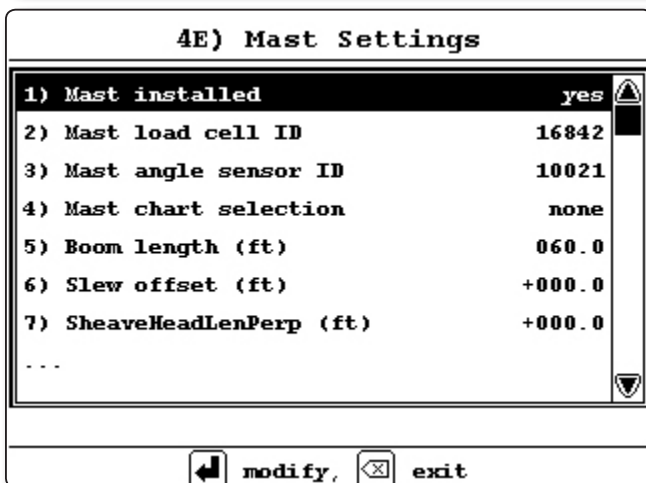 4E) Mast Settings
1) Mast installed yes
2) Mast load cell ID 16842
3) Mast angle sensor ID 10021
4) Mast chart selection none
5) Boom length (ft) 060.0
6) Slew offset (ft) +000.0
7) SheaveHeadLenPerp (ft) +000.0
...
modify, exit